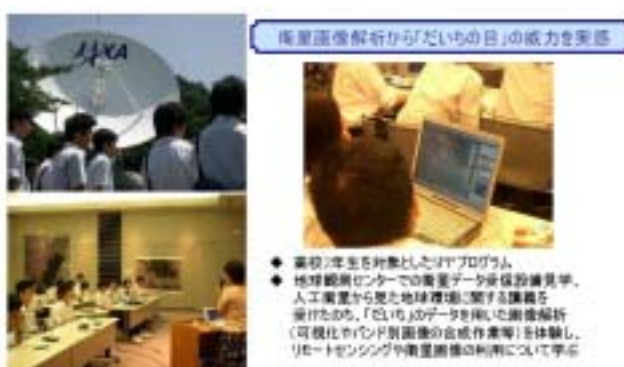 JAXA
衛星画像解析から「だいちの目」の威力を実感
◆ 高校2年生を対象としたプログラム
◆ 地球観測センターでの衛星データ受信設備見学、
人工衛星から見た地球環境に関する講義を
受けたのち、「だいち」のデータを用いた画像解析
(可視化やバンド別画像の合成作業等)を体験し、
リモートセンシングや衛星画像の利用について学ぶ